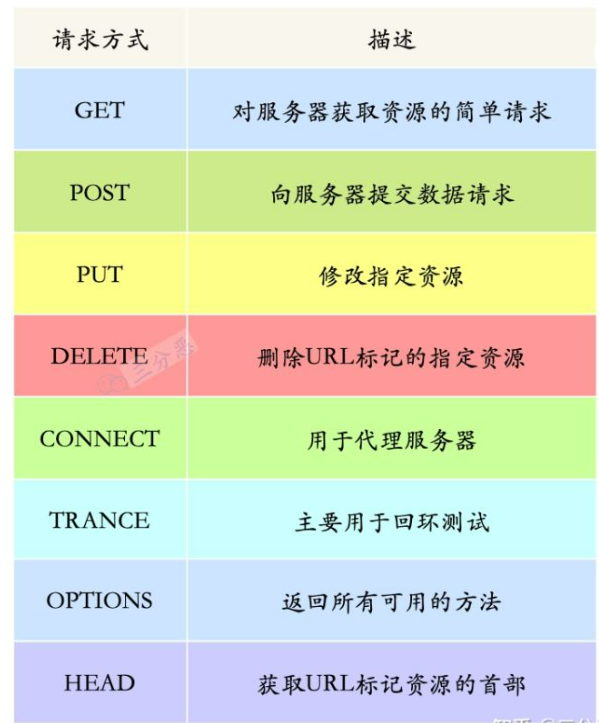 请求方式 描述
GET 对服务器获取资源的简单请求
POST 向服务器提交数据请求
PUT 修改指定资源
DELETE 删除URL标记的指定资源
三分恶
CONNECT 用于代理服务器
TRANCE 主要用于回环测试
OPTIONS 返回所有可用的方法
HEAD 获取URL标记资源的首部